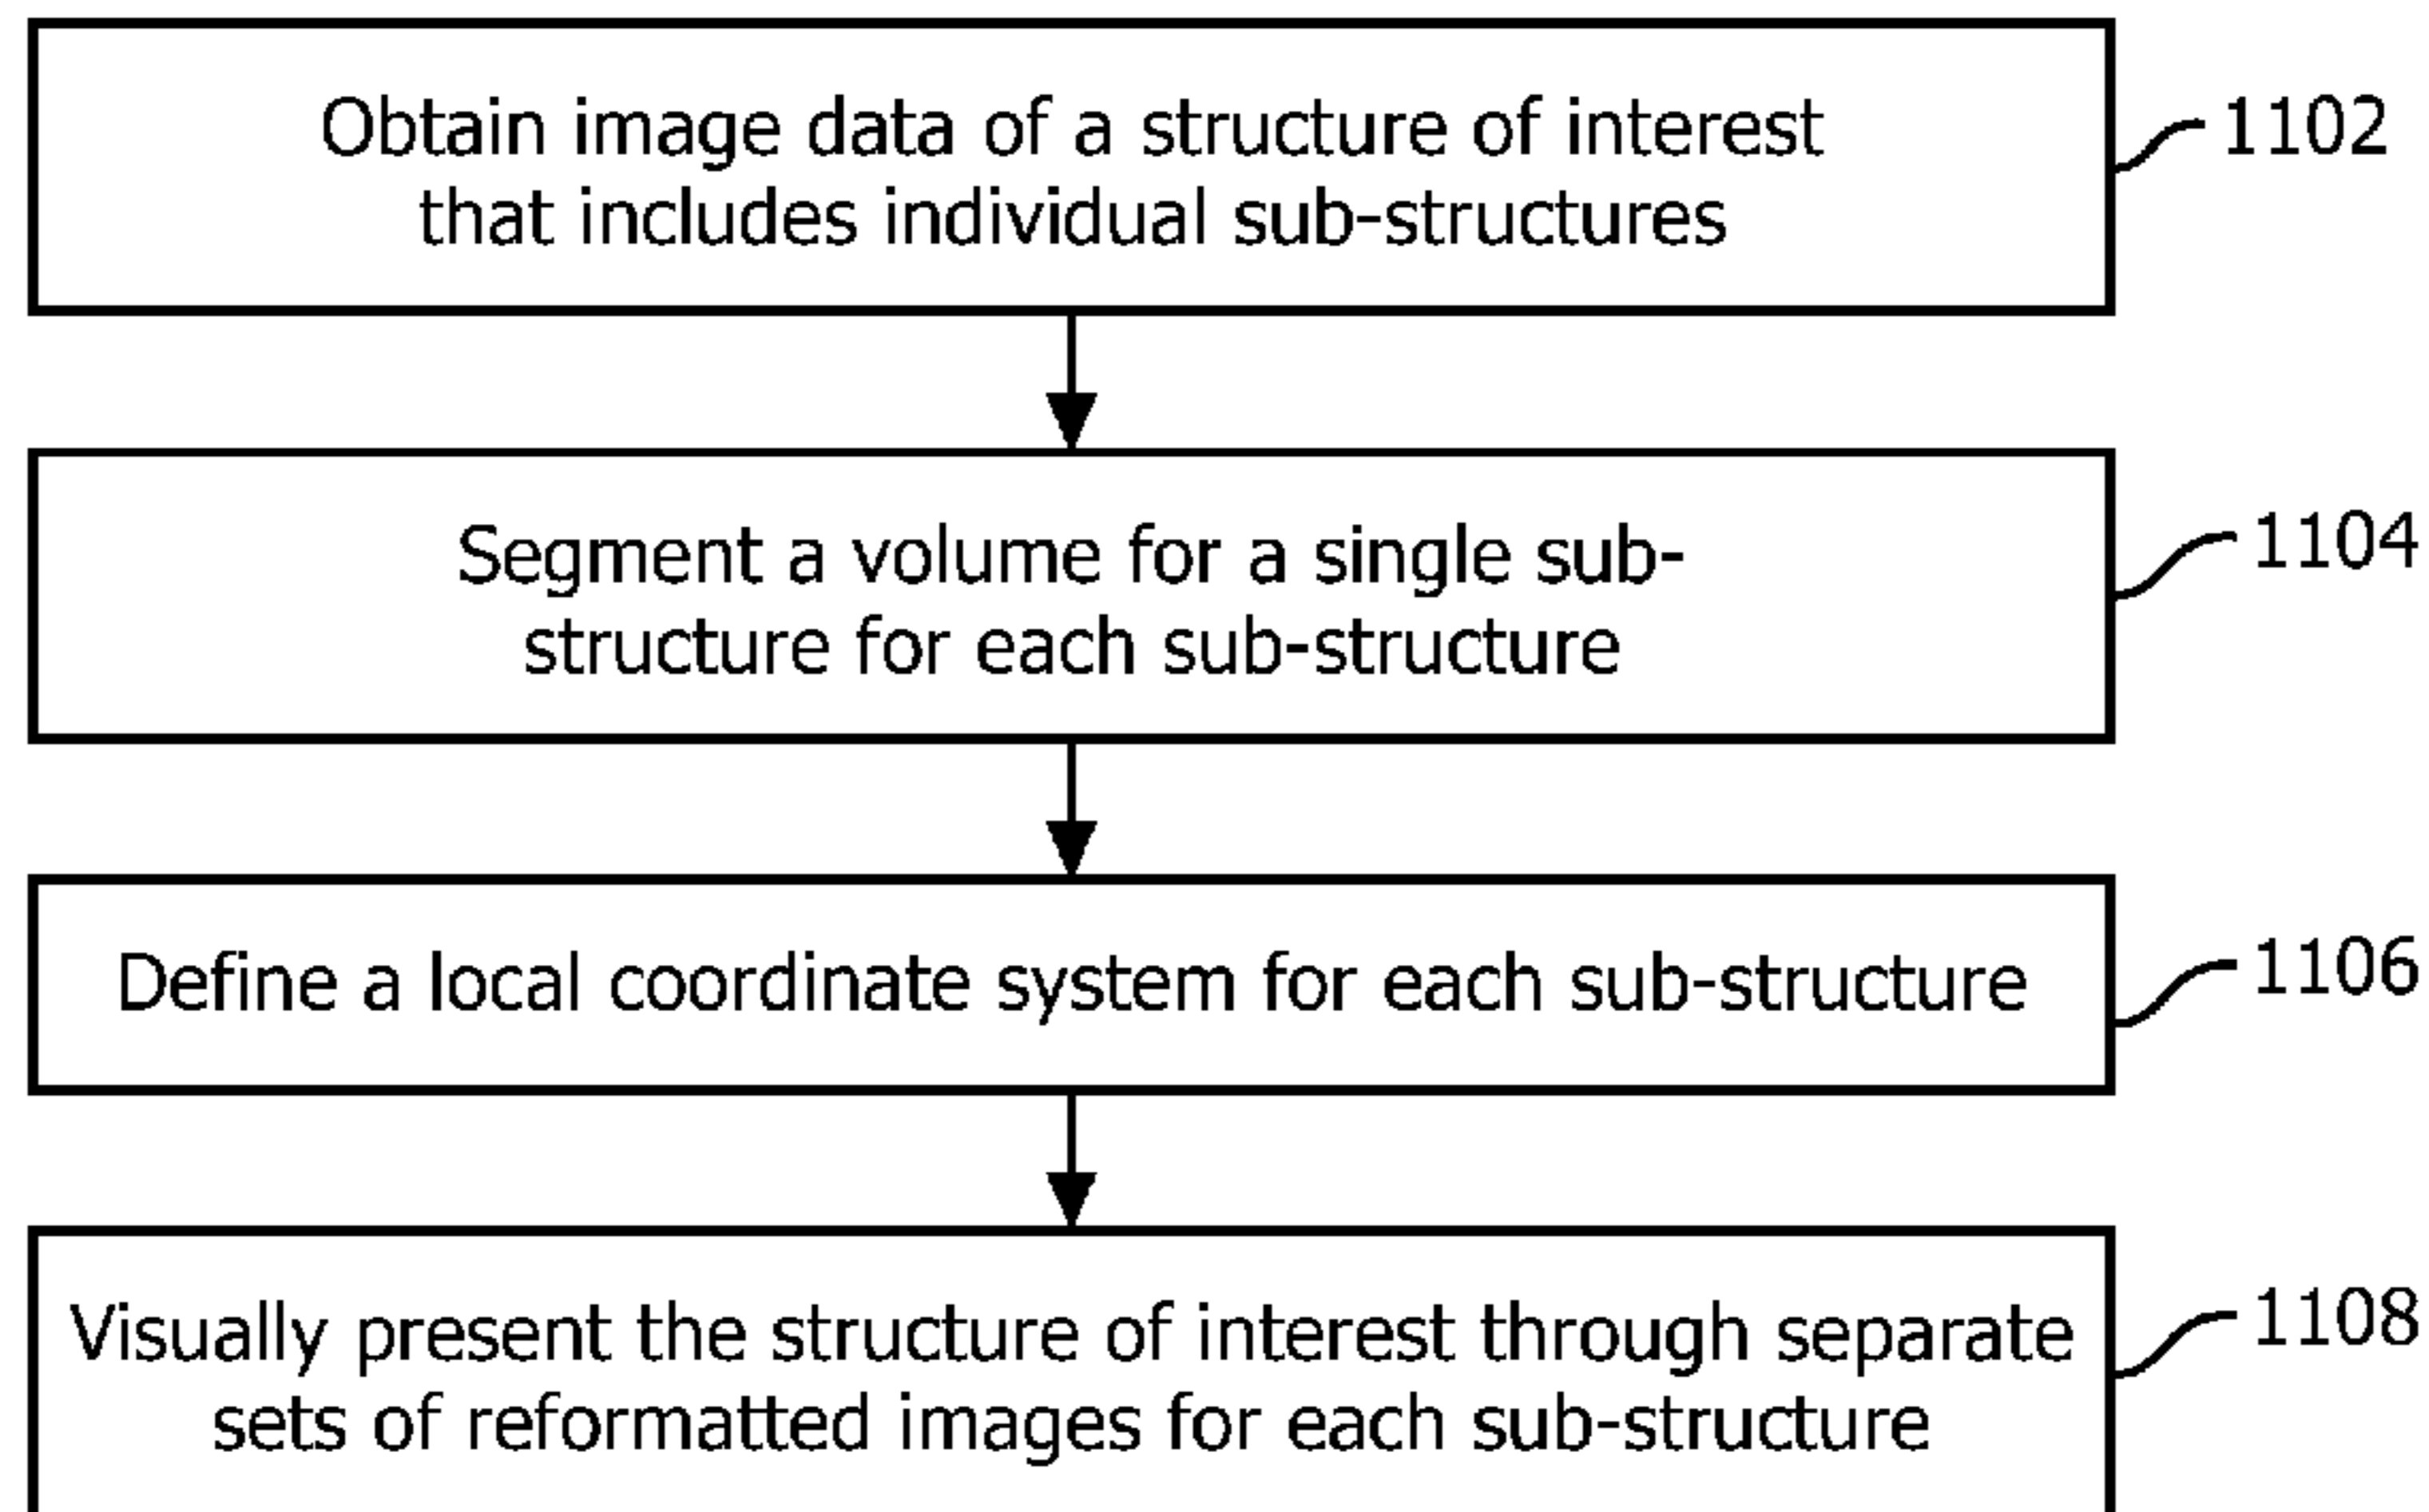 Obtain image data of a structure of interest
that includes individual sub-structures
1102
Segment a volume for a single sub-
structure for each sub-structure
1104
Define a local coordinate system for each sub-structure
1106
Visually present the structure of interest through separate
sets of reformatted images for each sub-structure
1108